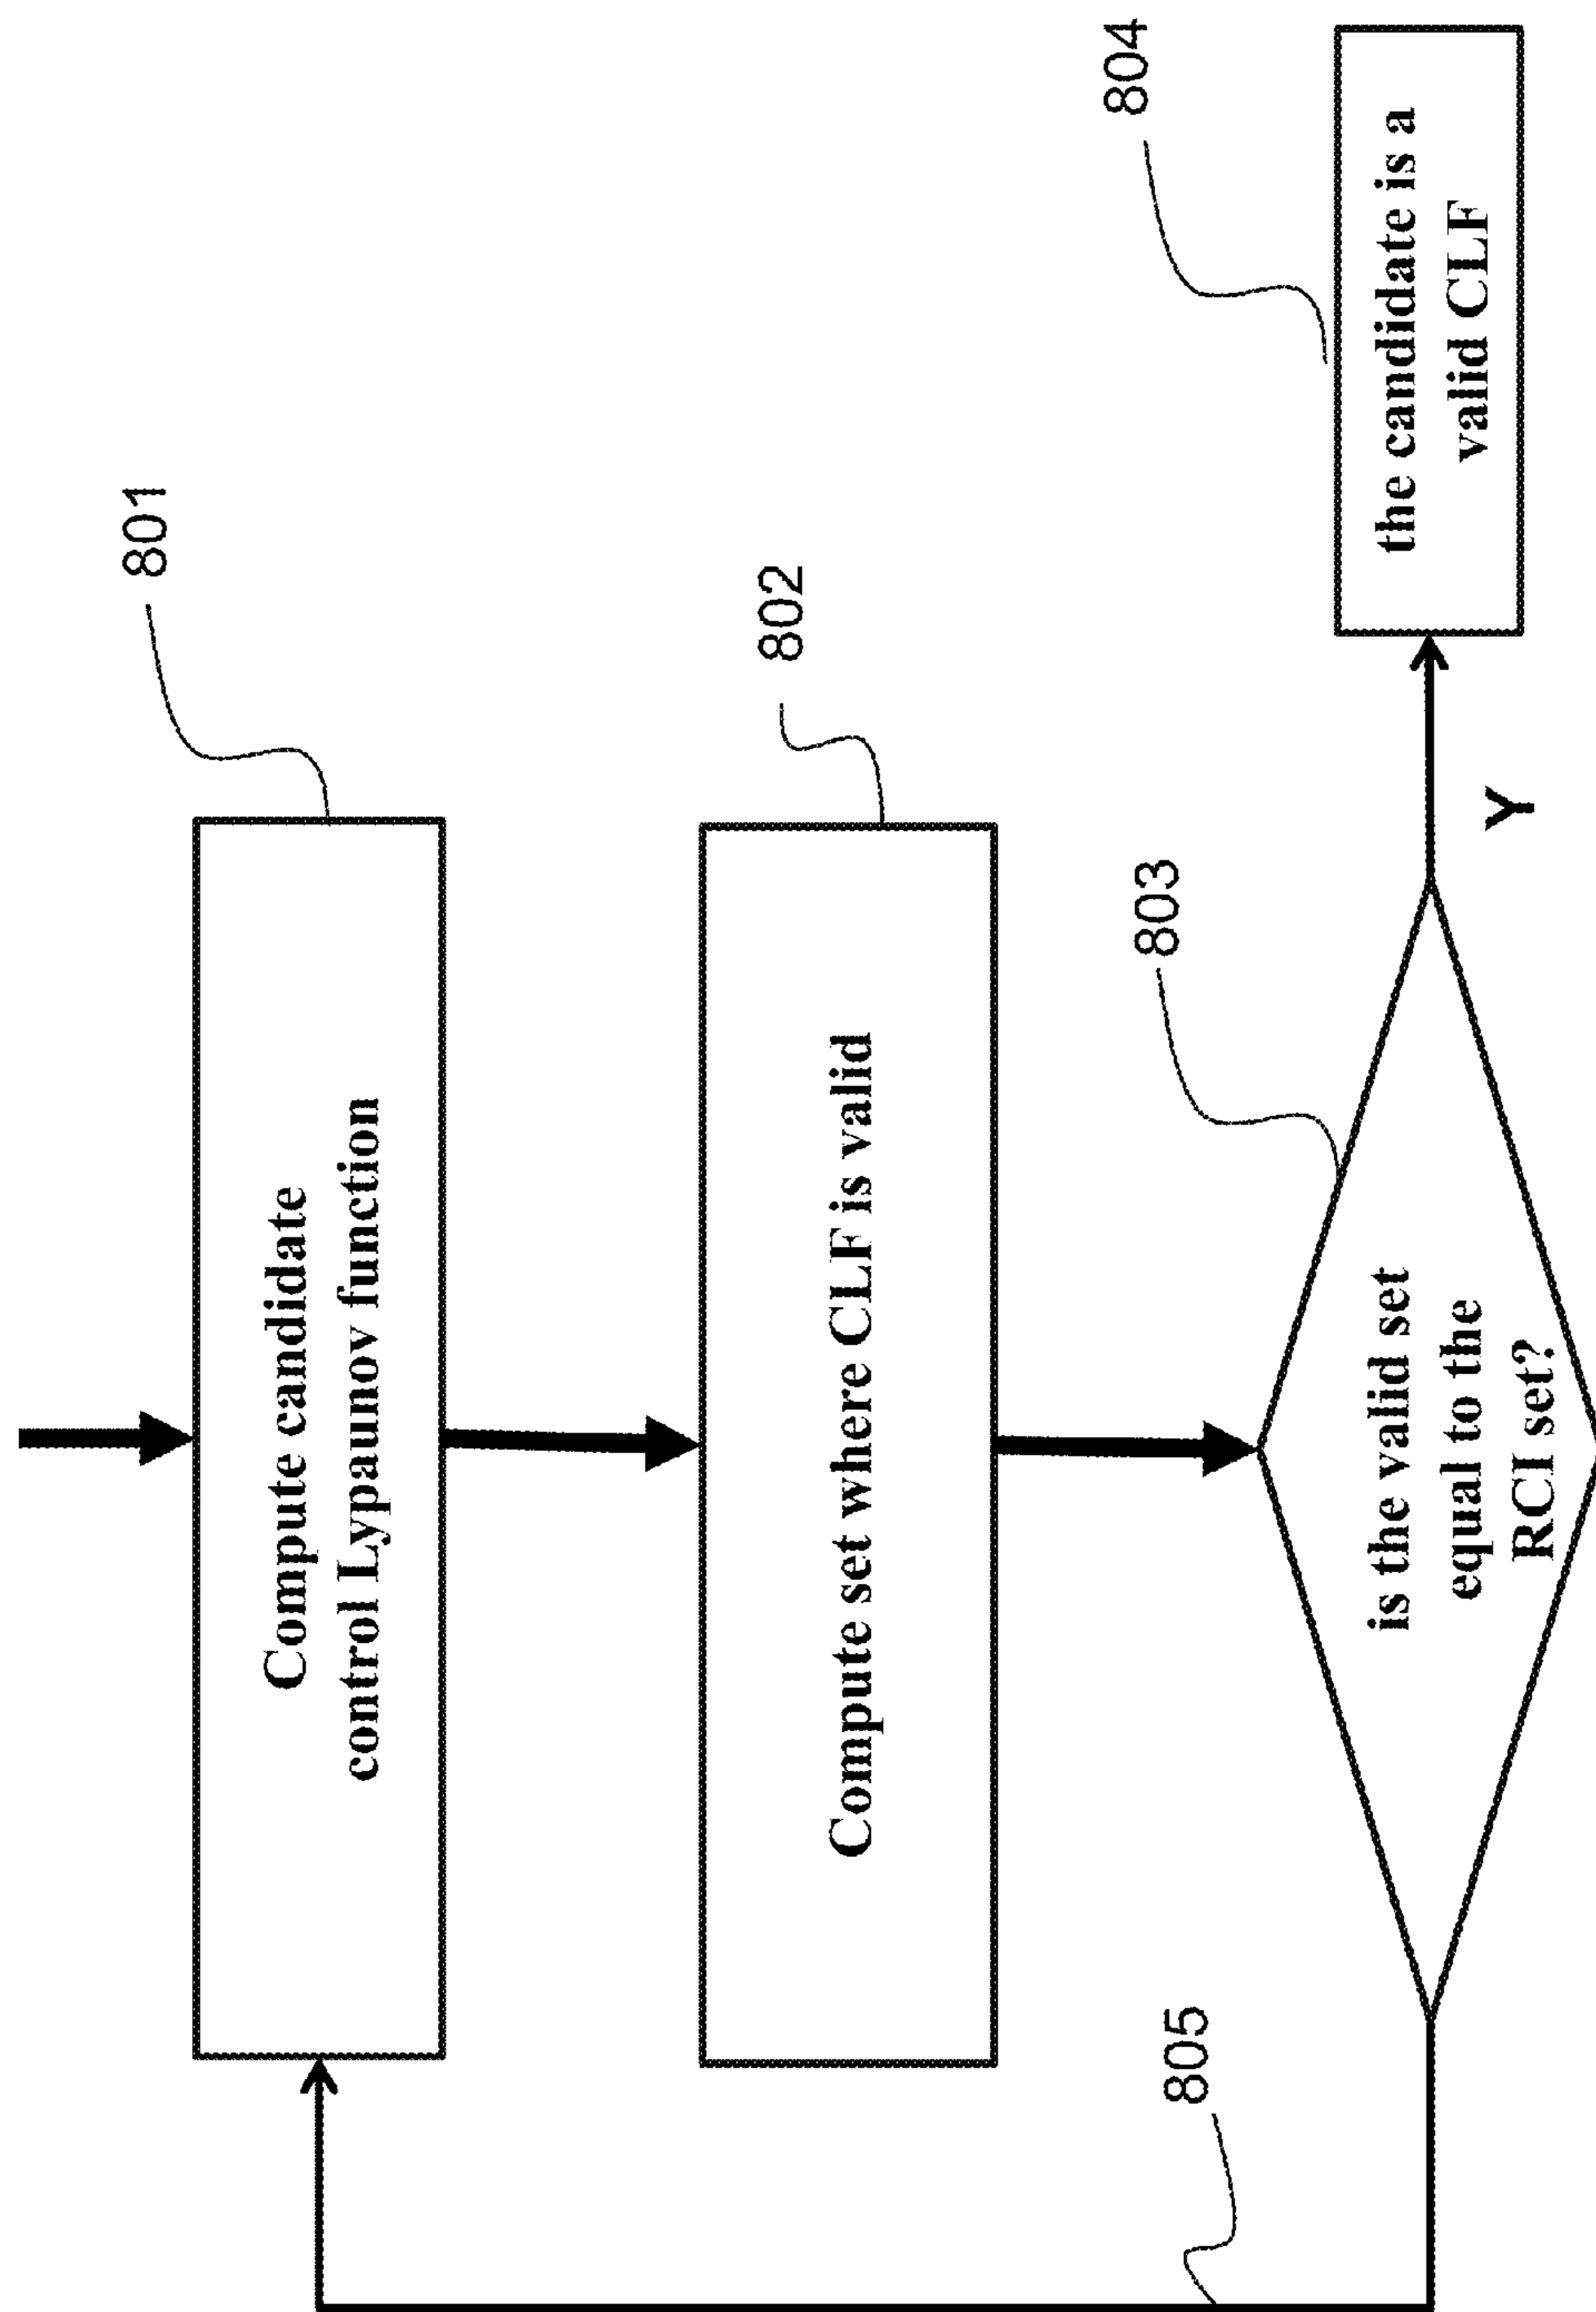 801
Compute candidate
control Lypaunov function
802
Compute set where CLF is valid
805
803
804
is the valid set
equal to the
RCI set?
Y
the candidate is a
valid CLF